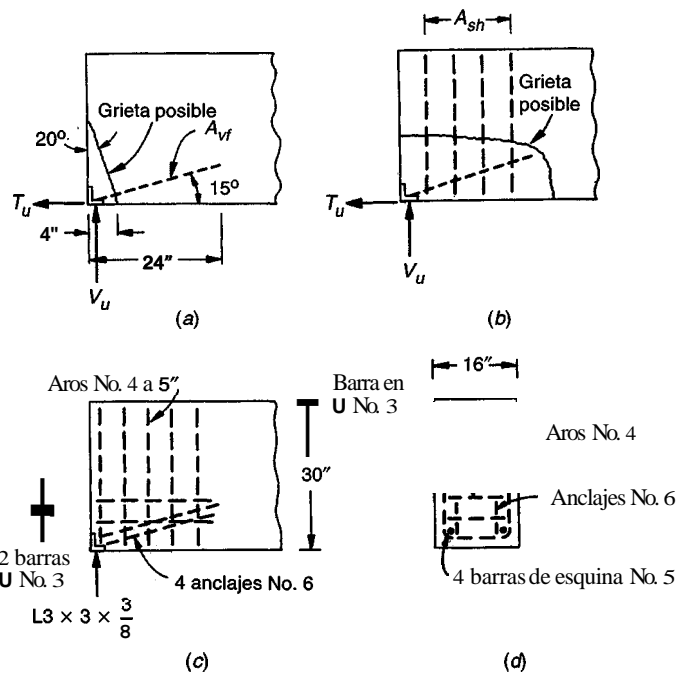 A_sh
Grieta posible
20°
A_vf
15°
T_u
4"
24"
V_u
(a)
Grieta
posible
T_u
V_u
(b)
Aros No. 4 a 5"
30"
2 barras
U No. 3
4 anclajes No. 6
L3 × 3 × 3/8
(c)
16"
Barra en
U No. 3
Aros No. 4
Anclajes No. 6
4 barras de esquina No. 5
(d)